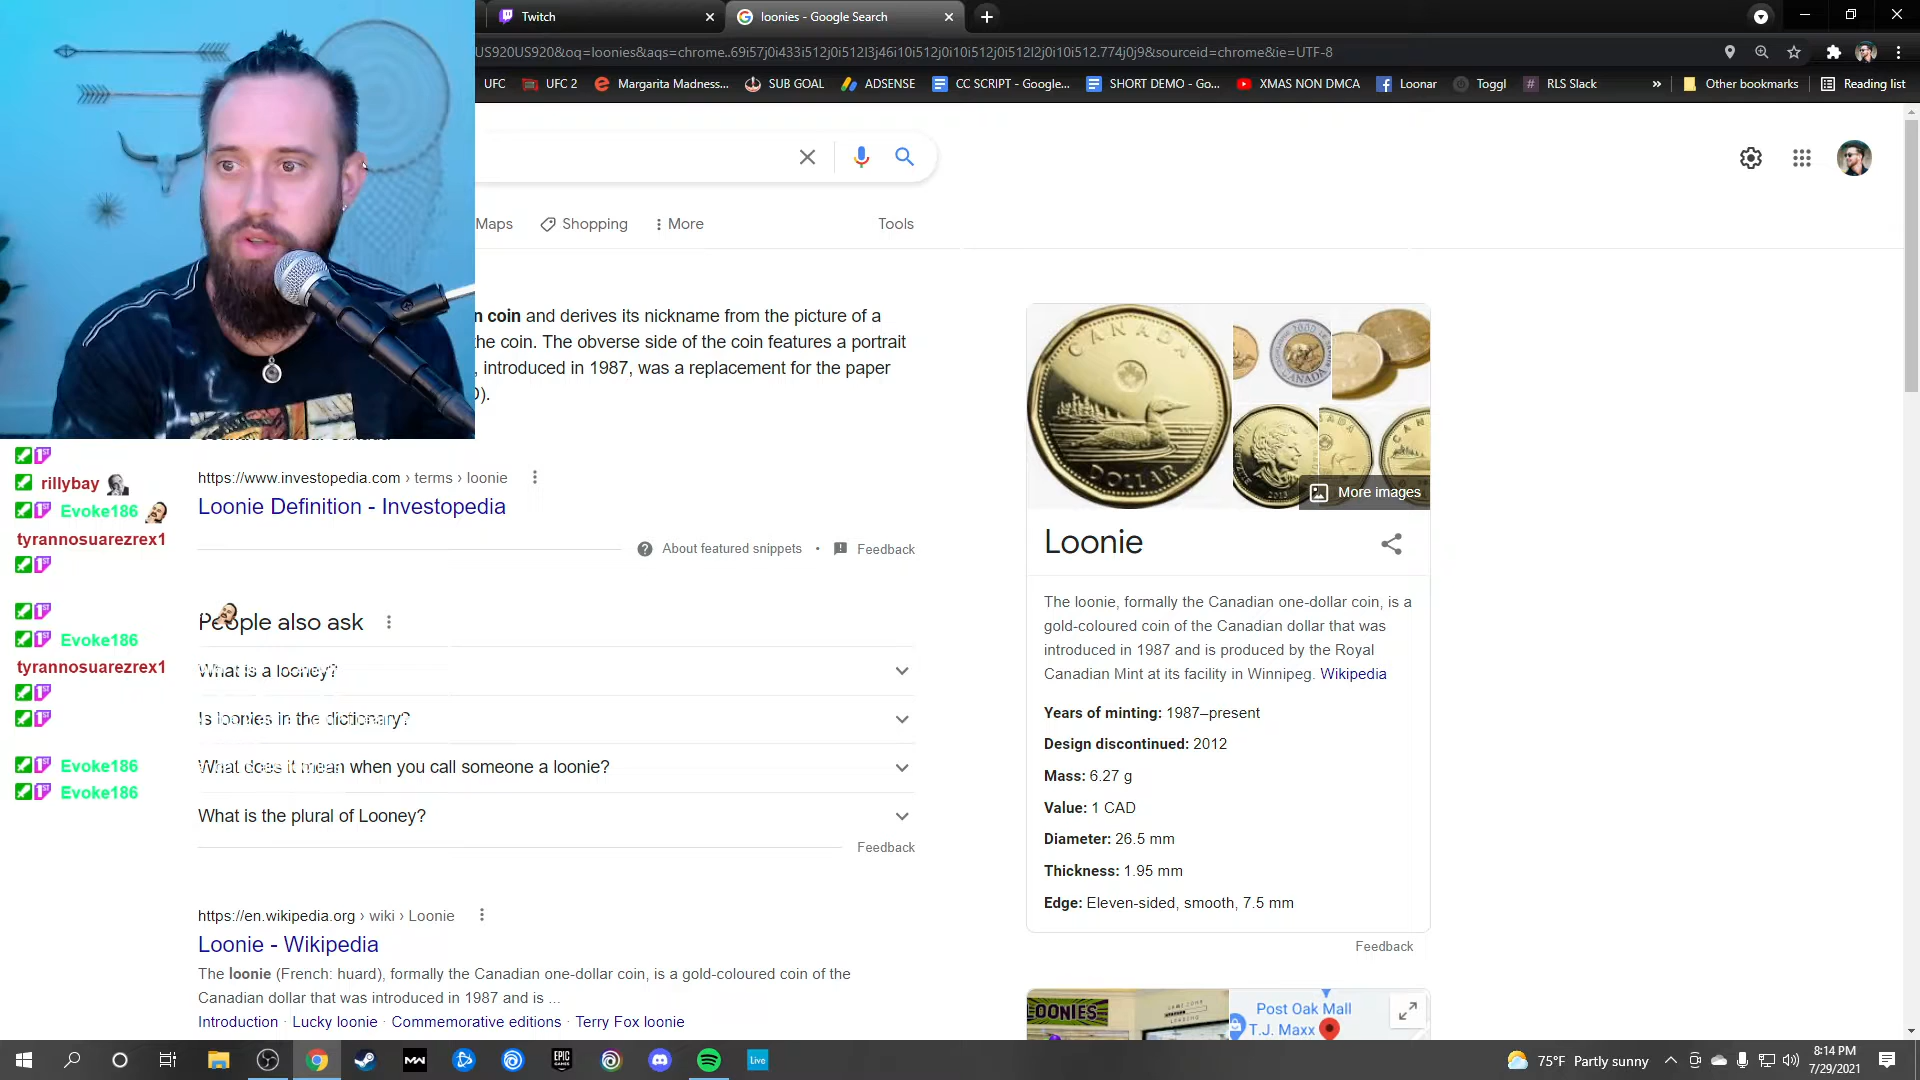 Twitch
loonies - Google Search
US920US920&oq=loonies&aqs=chrome..69i57j0i433i512j0i512l3j46i10i512j0i10i512j0i512l2j0i10i512.774j0j9&sourceid=chrome&ie=UTF-8
UFC
UFC 2
Margarita Madness...
SUB GOAL
ADSENSE
CC SCRIPT - Google...
SHORT DEMO - Go...
XMAS NON DMCA
Loonar
Toggl
RLS Slack
»
Other bookmarks
Reading list
Maps
Shopping
More
Tools
n coin and derives its nickname from the picture of a
he coin. The obverse side of the coin features a portrait
, introduced in 1987, was a replacement for the paper
)).
https://www.investopedia.com › terms › loonie
Loonie Definition - Investopedia
About featured snippets • Feedback
People also ask
What is a looney?
Is loonies in the dictionary?
What does it mean when you call someone a loonie?
What is the plural of Looney?
Feedback
https://en.wikipedia.org › wiki › Loonie
Loonie - Wikipedia
The loonie (French: huard), formally the Canadian one-dollar coin, is a gold-coloured coin of the
Canadian dollar that was introduced in 1987 and is ...
Introduction · Lucky loonie · Commemorative editions · Terry Fox loonie
rillybay
Evoke186
tyrannosuarezrex1
Evoke186
tyrannosuarezrex1
Evoke186
Evoke186
CANADA
DOLLAR
More images
Loonie
The loonie, formally the Canadian one-dollar coin, is a
gold-coloured coin of the Canadian dollar that was
introduced in 1987 and is produced by the Royal
Canadian Mint at its facility in Winnipeg. Wikipedia
Years of minting: 1987–present
Design discontinued: 2012
Mass: 6.27 g
Value: 1 CAD
Diameter: 26.5 mm
Thickness: 1.95 mm
Edge: Eleven-sided, smooth, 7.5 mm
Feedback
OONIES
Post Oak Mall
T.J. Maxx
EPIC GAMES
Live
75°F Partly sunny
8:14 PM
7/29/2021